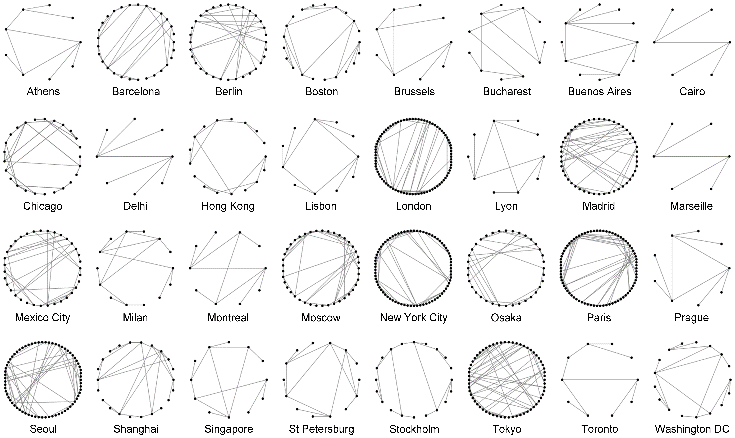 Athens Barcelona Berlin Boston Brussels Bucharest Buenos Aires Cairo
Chicago Delhi Hong Kong Lisbon London Lyon Madrid Marseille
Mexico City Milan Montreal Moscow New York City Osaka Paris Prague
Seoul Shanghai Singapore St Petersburg Stockholm Tokyo Toronto Washington DC